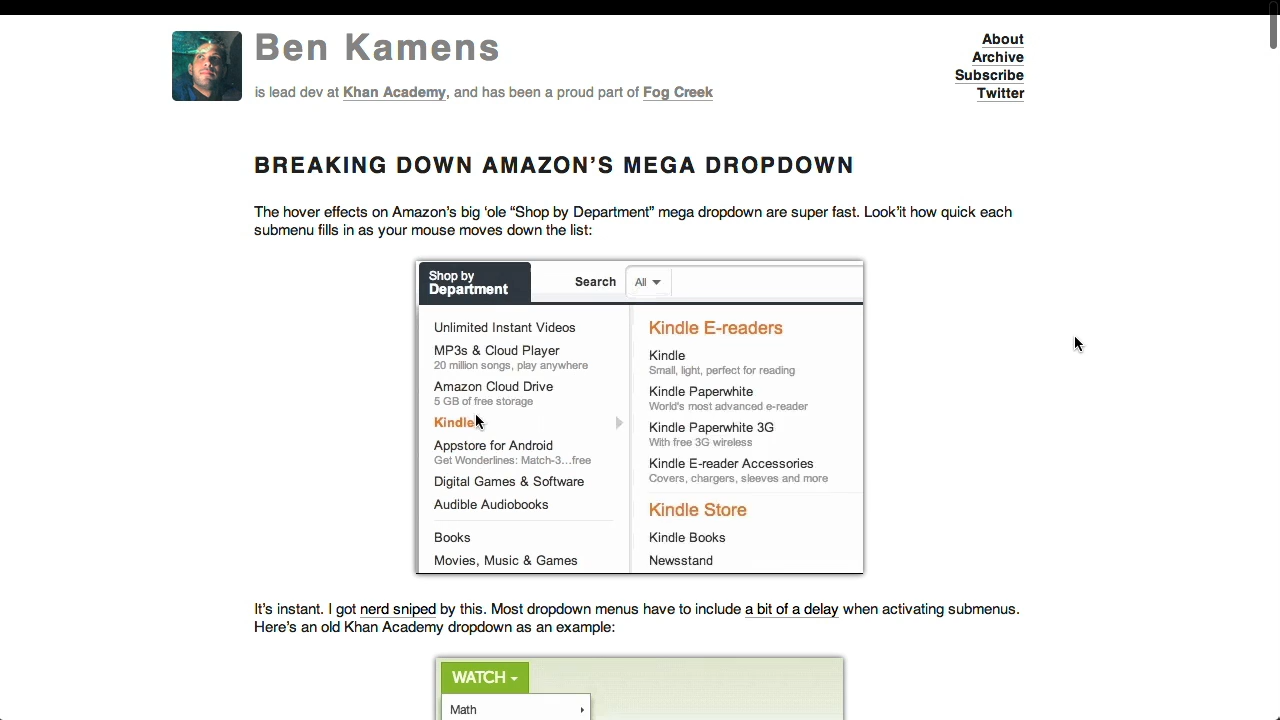 Ben Kamens
is lead dev at Khan Academy, and has been a proud part of Fog Creek
About
Archive
Subscribe
Twitter
BREAKING DOWN AMAZON’S MEGA DROPDOWN
The hover effects on Amazon’s big ‘ole “Shop by Department” mega dropdown are super fast. Look’it how quick each
submenu fills in as your mouse moves down the list:
Shop by
Department
Search
All
Unlimited Instant Videos
MP3s & Cloud Player
20 million songs, play anywhere
Amazon Cloud Drive
5 GB of free storage
Kindle
Appstore for Android
Get Wonderlines: Match-3...free
Digital Games & Software
Audible Audiobooks
Books
Movies, Music & Games
Kindle E-readers
Kindle
Small, light, perfect for reading
Kindle Paperwhite
World's most advanced e-reader
Kindle Paperwhite 3G
With free 3G wireless
Kindle E-reader Accessories
Covers, chargers, sleeves and more
Kindle Store
Kindle Books
Newsstand
It’s instant. I got nerd sniped by this. Most dropdown menus have to include a bit of a delay when activating submenus.
Here’s an old Khan Academy dropdown as an example:
WATCH
Math